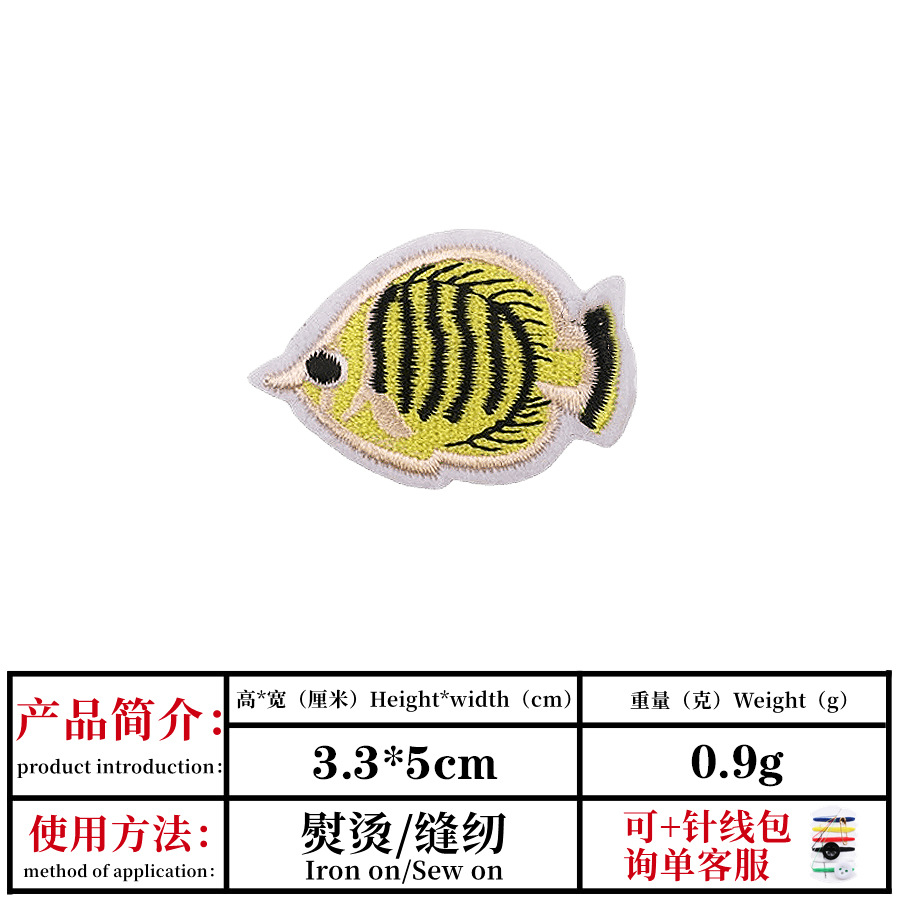 产品简介：
product introduction：
高*宽（厘米）Height*width（cm）
重量（克）Weight（g）
3.3*5cm
0.9g
使用方法：
method of application：
熨烫/缝纫
Iron on/Sew on
可+针线包
询单客服